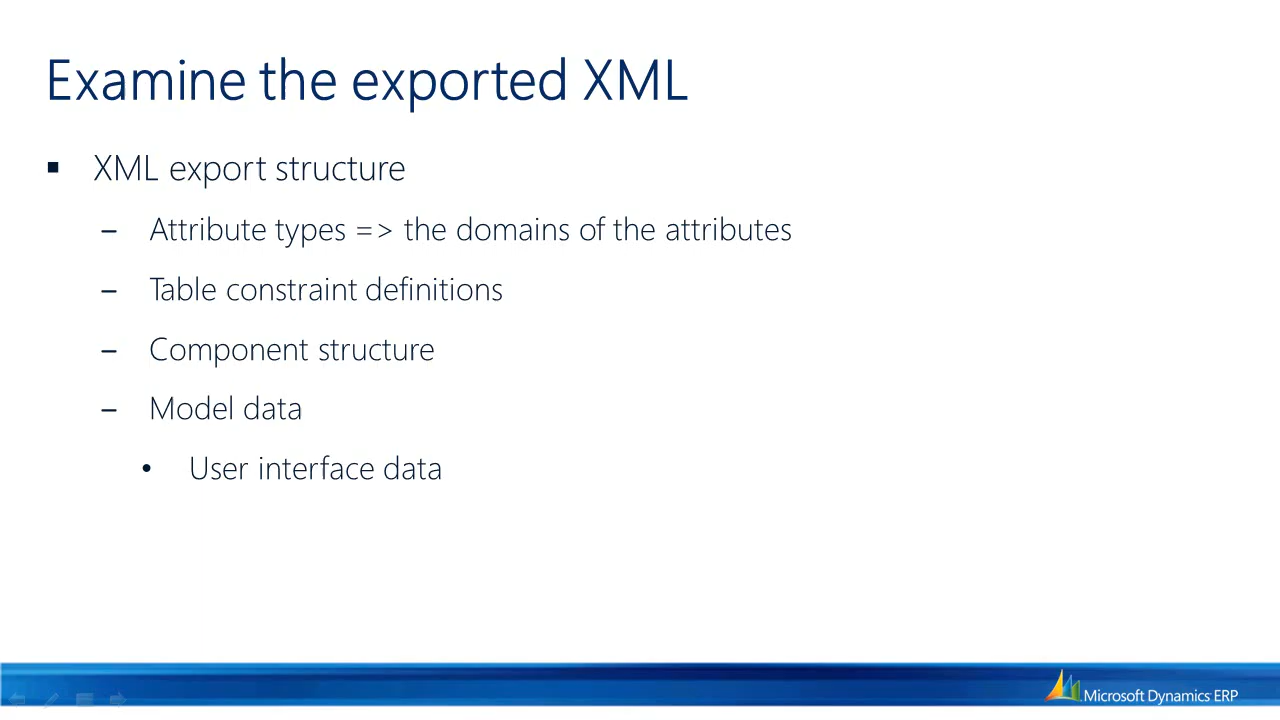 Examine the exported XML
▪ XML export structure
– Attribute types => the domains of the attributes
– Table constraint definitions
– Component structure
– Model data
• User interface data
Microsoft Dynamics ERP